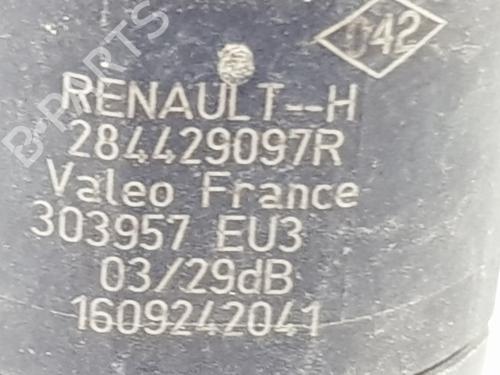 042
RENAULT--H
284429097R
Valeo France
303957 EU3
03/29dB
1609242041
B-PARTS